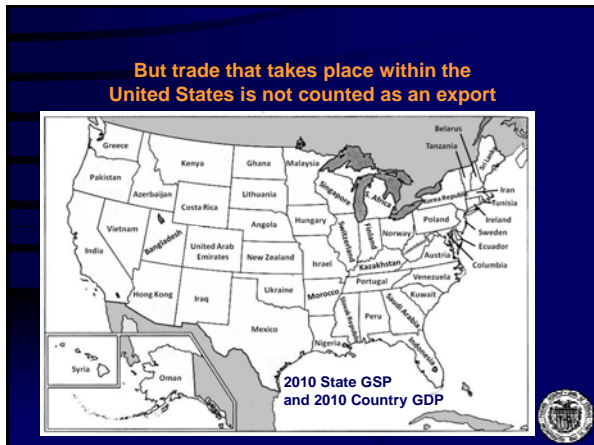 But trade that takes place within the
United States is not counted as an export
Belarus
Tanzania
Greece
Kenya
Ghana
Malaysia
Sri Lanka
Pakistan
Azerbaijan
Costa Rica
Lithuania
Singapore
S. Africa
Korea Republic
Iran
Tunisia
Ireland
Sweden
Ecuador
Columbia
Angola
Hungary
Switzerland
Finland
Norway
Poland
Vietnam
Bangladesh
United Arab
Emirates
New Zealand
Israel
Kazakhstan
Austria
India
Venezuela
Portugal
Hong Kong
Iraq
Ukraine
Morocco
Kuwait
Mexico
Slovak Republic
Peru
Saudi Arabia
Nigeria
Indonesia
Syria
Oman
2010 State GSP
and 2010 Country GDP